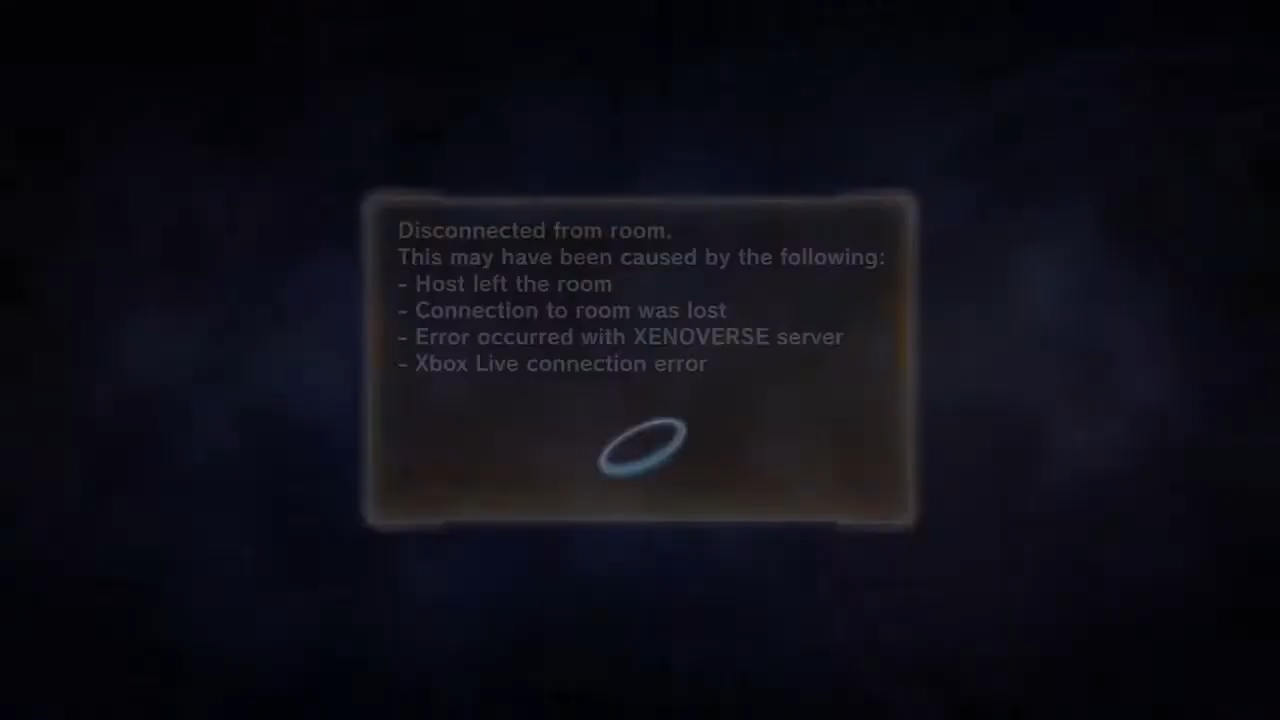 Disconnected from room.
This may have been caused by the following:
- Host left the room
- Connection to room was lost
- Error occurred with XENOVERSE server
- Xbox Live connection error